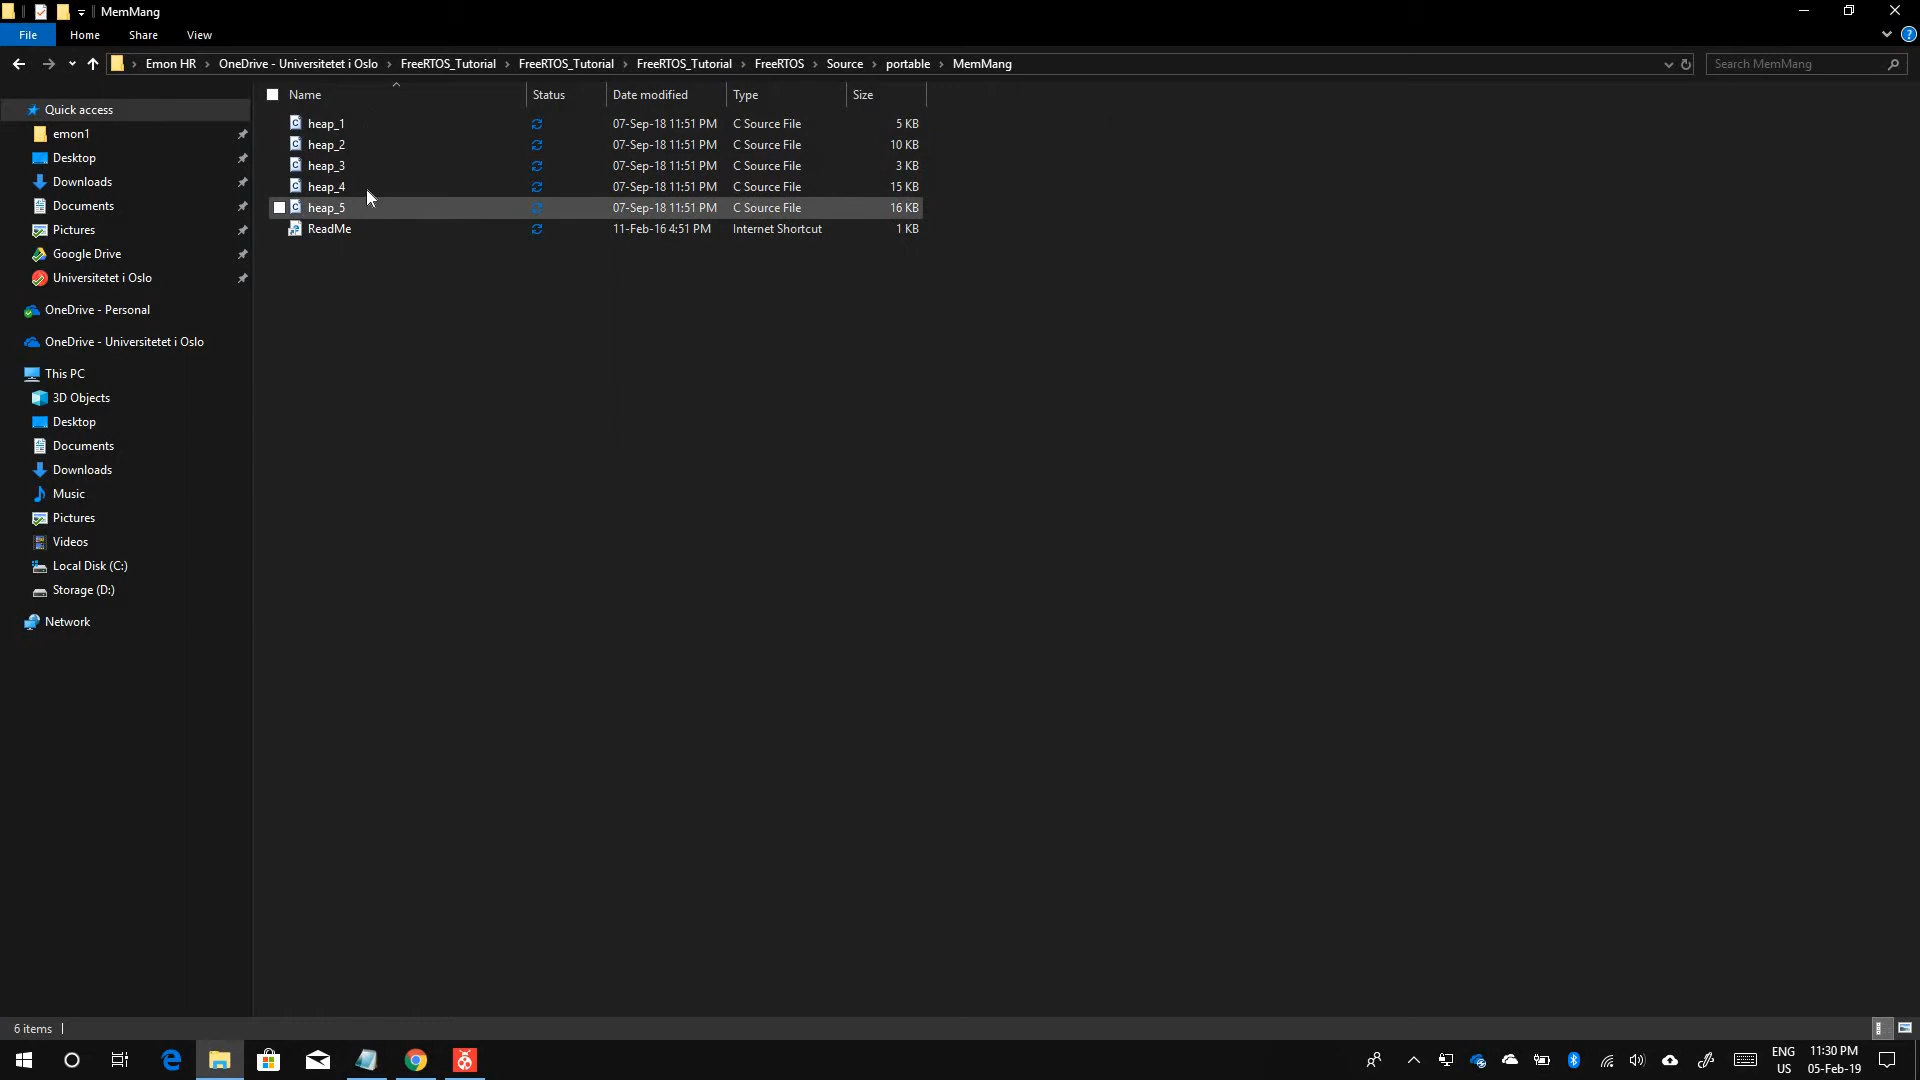 MemMang
File Home Share View
Emon HR OneDrive - Universitetet i Oslo FreeRTOS_Tutorial FreeRTOS_Tutorial FreeRTOS_Tutorial FreeRTOS Source portable MemMang
Search MemMang
Name Status Date modified Type Size
heap_1 07-Sep-18 11:51 PM C Source File 5 KB
heap_2 07-Sep-18 11:51 PM C Source File 10 KB
heap_3 07-Sep-18 11:51 PM C Source File 3 KB
heap_4 07-Sep-18 11:51 PM C Source File 15 KB
heap_5 07-Sep-18 11:51 PM C Source File 16 KB
ReadMe 11-Feb-16 4:51 PM Internet Shortcut 1 KB
Quick access
emon1
Desktop
Downloads
Documents
Pictures
Google Drive
Universitetet i Oslo
OneDrive - Personal
OneDrive - Universitetet i Oslo
This PC
3D Objects
Desktop
Documents
Downloads
Music
Pictures
Videos
Local Disk (C:)
Storage (D:)
Network
6 items
ENG 11:30 PM
US 05-Feb-19